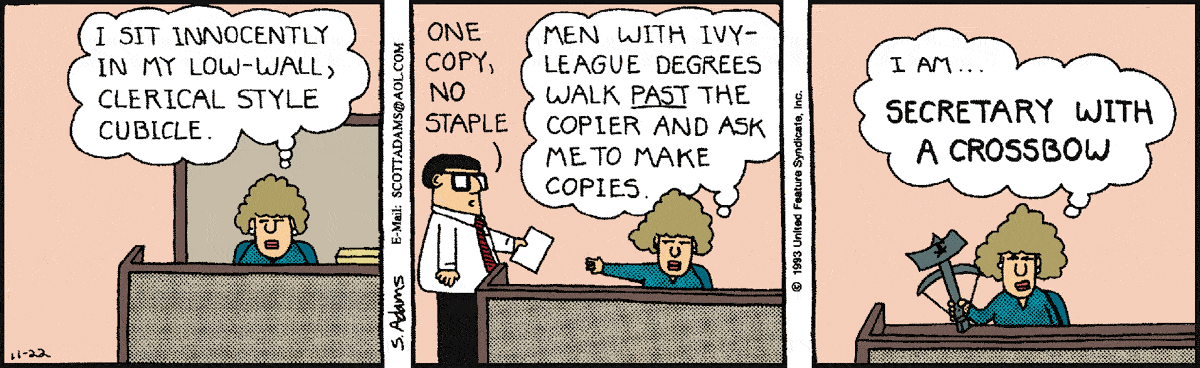 I SIT INNOCENTLY
IN MY LOW-WALL,
CLERICAL STYLE
CUBICLE.
11-22
S. Adams
E-Mail: SCOTTADAMS@AOL.COM
ONE
COPY,
NO
STAPLE
MEN WITH IVY-
LEAGUE DEGREES
WALK PAST THE
COPIER AND ASK
ME TO MAKE
COPIES.
© 1993 United Feature Syndicate, Inc.
I AM...
SECRETARY WITH
A CROSSBOW